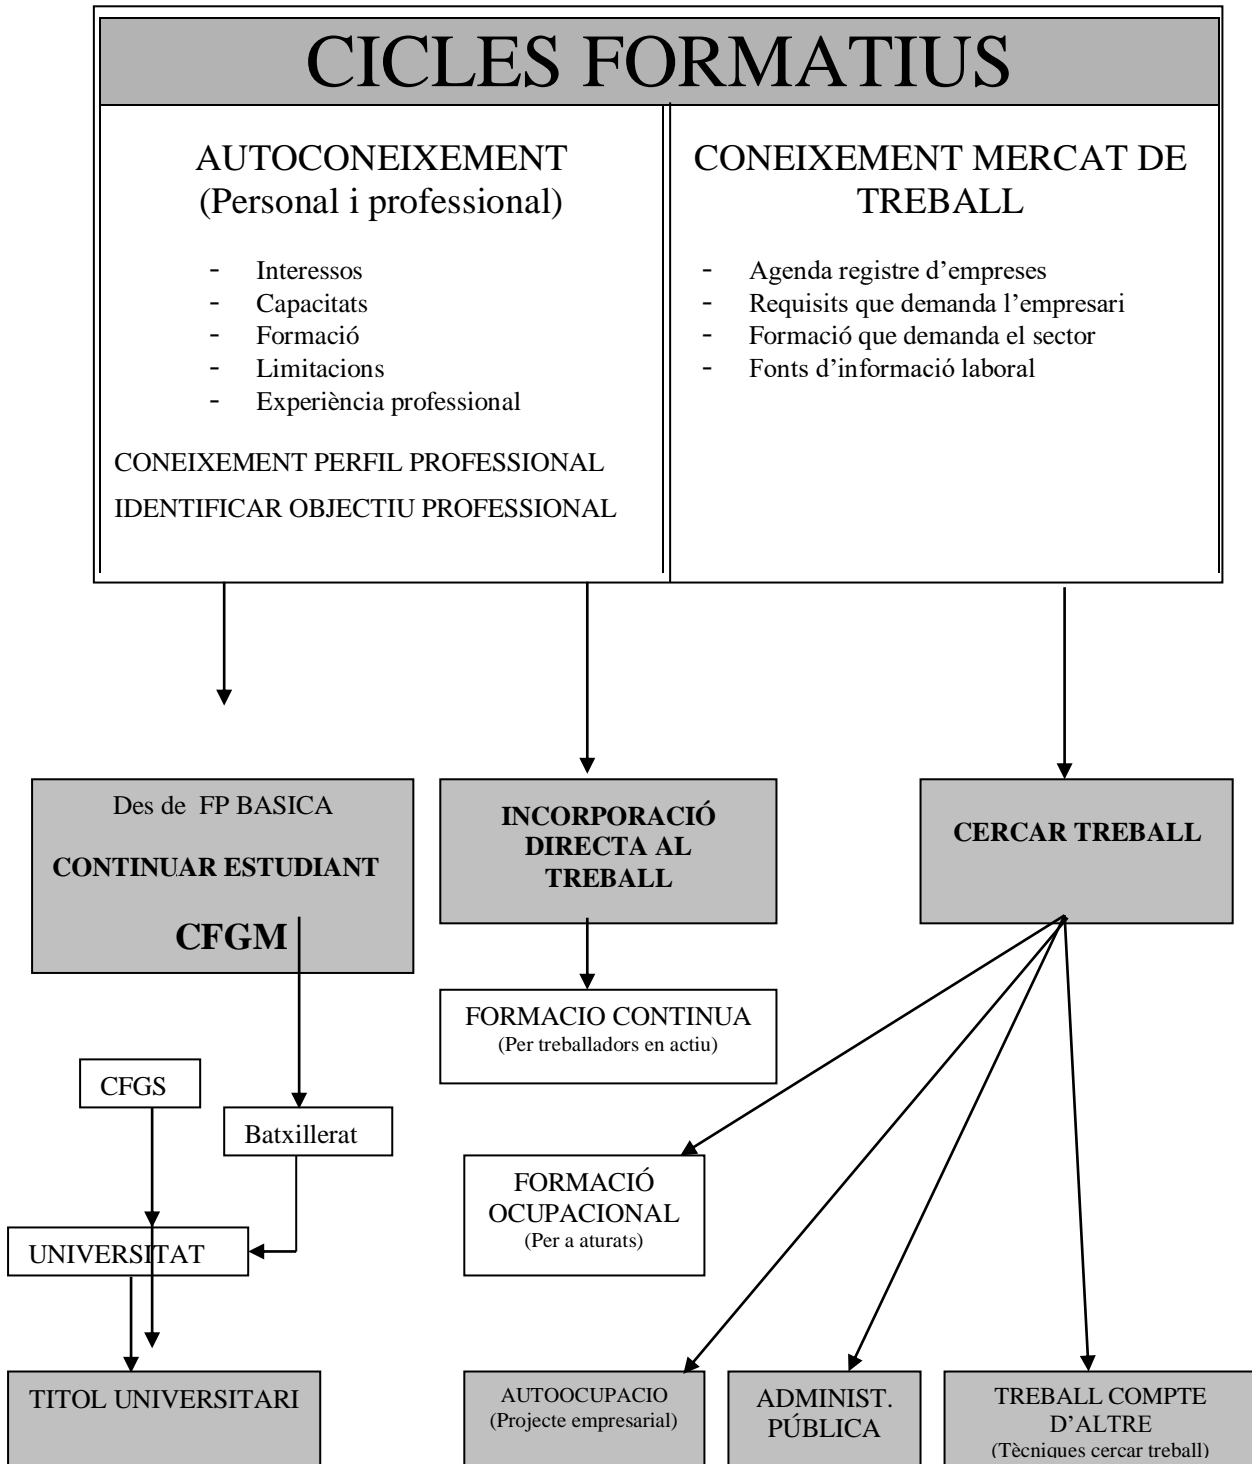 CICLES FORMATIUS
AUTOCONEIXEMENT
(Personal i professional)
- Interessos
- Capacitats
- Formació
- Limitacions
- Experiència professional
CONEIXEMENT PERFIL PROFESSIONAL
IDENTIFICAR OBJECTIU PROFESSIONAL
CONEIXEMENT MERCAT DE
TREBALL
- Agenda registre d’empreses
- Requisits que demanda l’empresari
- Formació que demanda el sector
- Fonts d’informació laboral
Des de FP BASICA
CONTINUAR ESTUDIANT
CFGM
INCORPORACIÓ
DIRECTA AL
TREBALL
CERCAR TREBALL
FORMACIO CONTINUA
(Per treballadors en actiu)
CFGS
Batxillerat
FORMACIÓ
OCUPACIONAL
(Per a aturats)
UNIVERSITAT
TITOL UNIVERSITARI
AUTOOCUPACIO
(Projecte empresarial)
ADMINIST.
PÚBLICA
TREBALL COMPTE
D’ALTRE
(Tècniques cercar treball)